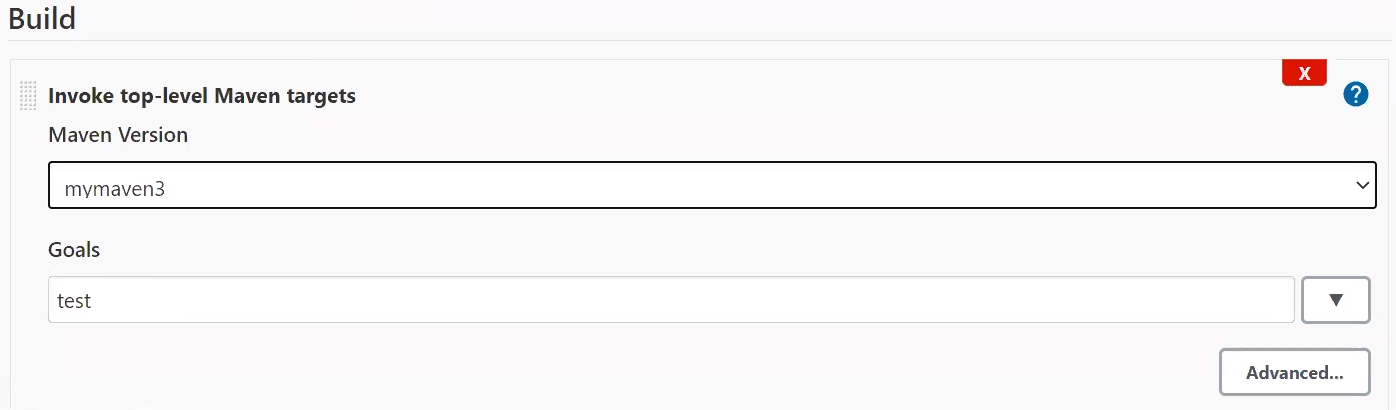 Build
X
Invoke top-level Maven targets
?
Maven Version
mymaven3
Goals
test
Advanced...